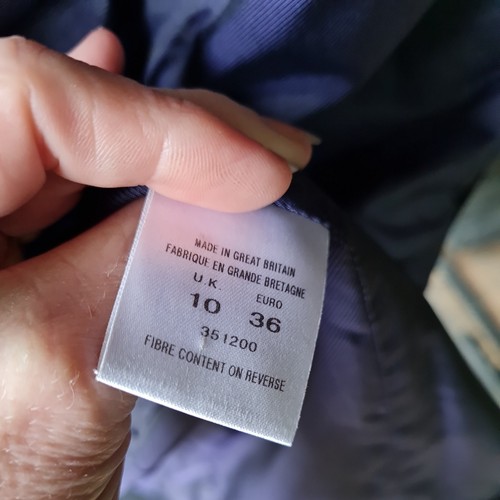 MADE IN GREAT BRITAIN
FABRIQUE EN GRANDE BRETAGNE
U.K. EURO
10 36
351200
FIBRE CONTENT ON REVERSE